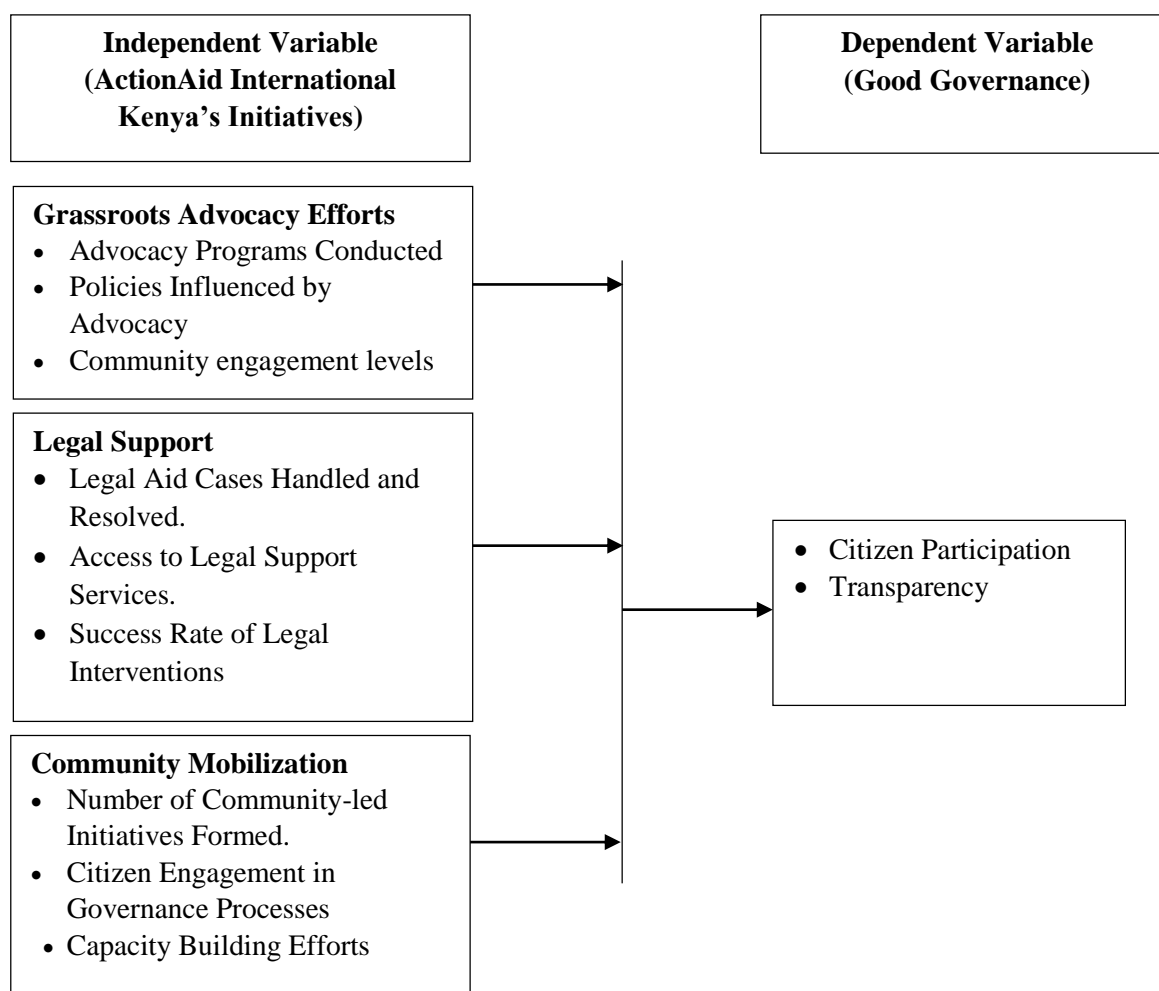 Independent Variable
(ActionAid International
Kenya’s Initiatives)
Dependent Variable
(Good Governance)
Grassroots Advocacy Efforts
• Advocacy Programs Conducted
• Policies Influenced by
Advocacy
• Community engagement levels
Legal Support
• Legal Aid Cases Handled and
Resolved.
• Access to Legal Support
Services.
• Success Rate of Legal
Interventions
• Citizen Participation
• Transparency
Community Mobilization
• Number of Community-led
Initiatives Formed.
• Citizen Engagement in
Governance Processes
• Capacity Building Efforts